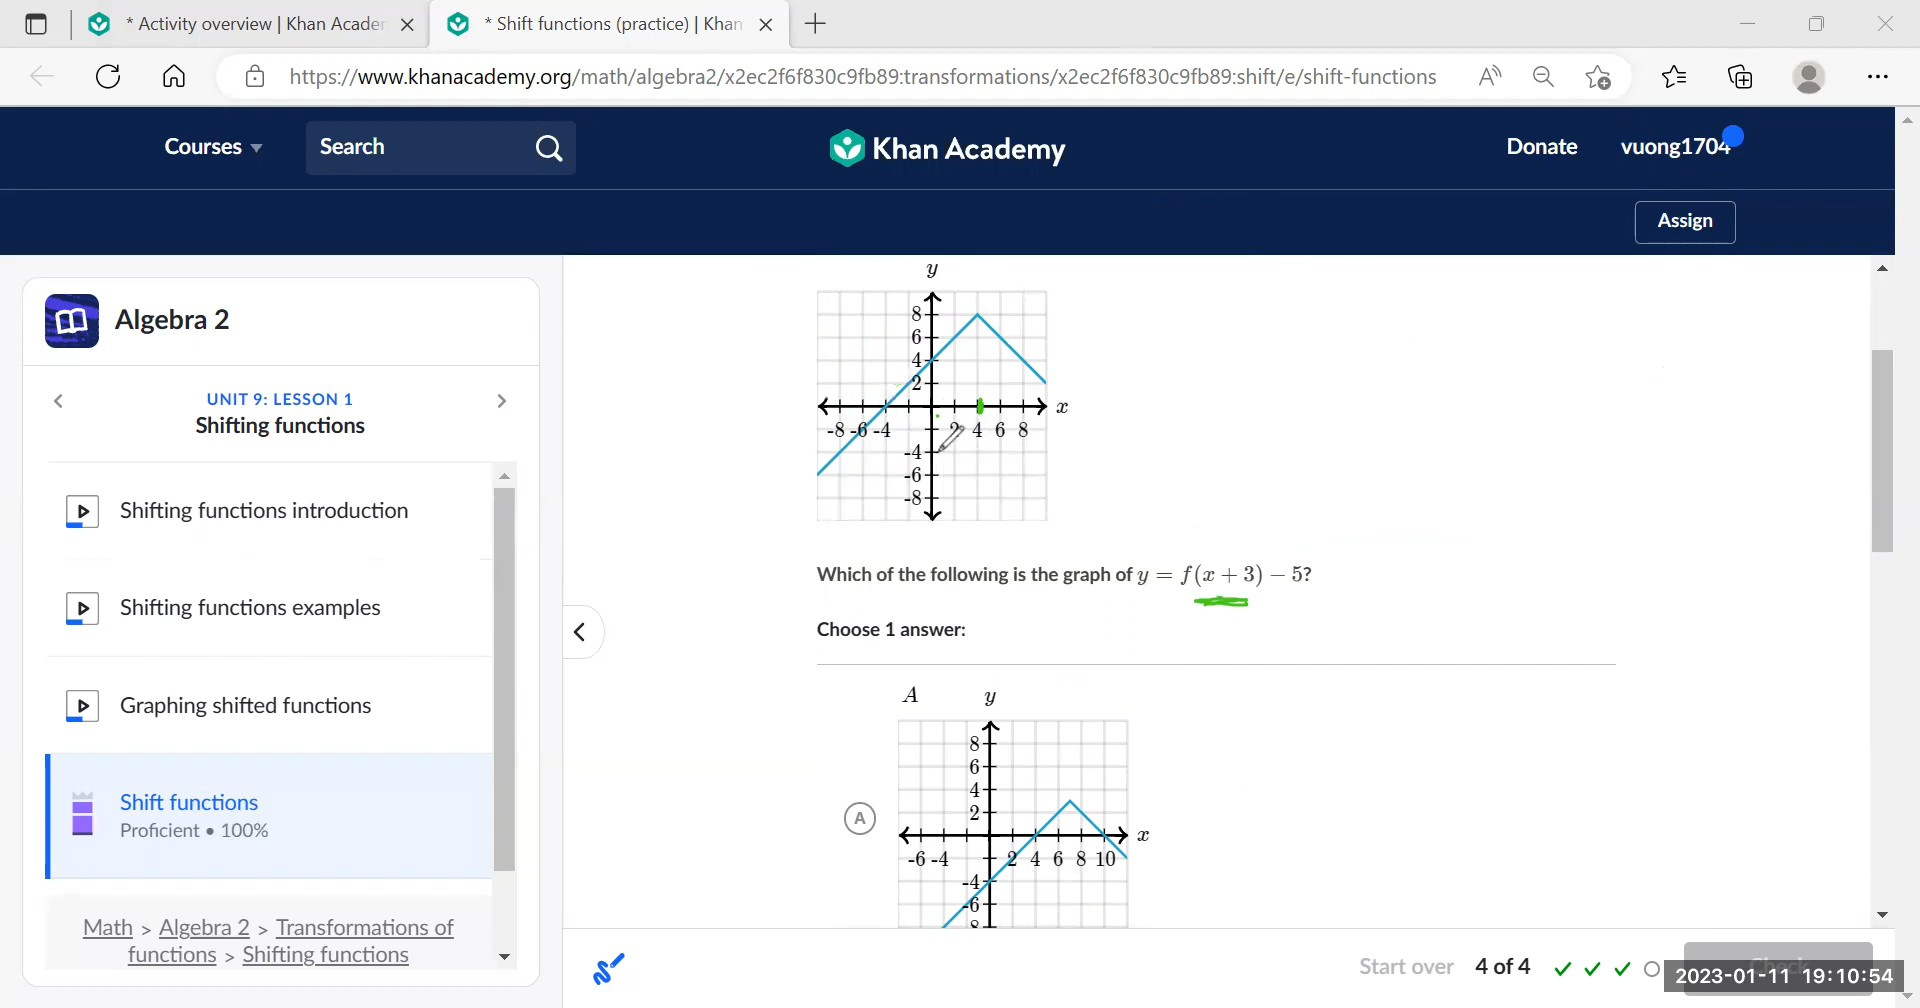 * Activity overview | Khan Acader
* Shift functions (practice) | Khan
https://www.khanacademy.org/math/algebra2/x2ec2f6f830c9fb89:transformations/x2ec2f6f830c9fb89:shift/e/shift-functions
Courses
Search
Khan Academy
Donate
vuong1704
Assign
Algebra 2
UNIT 9: LESSON 1
Shifting functions
Shifting functions introduction
Shifting functions examples
Graphing shifted functions
Shift functions
Proficient • 100%
Math > Algebra 2 > Transformations of
functions > Shifting functions
y
8
6
4
2
x
-8 -6 -4 2 4 6 8
-4
-6
-8
Which of the following is the graph of y = f(x + 3) − 5?
Choose 1 answer:
A y
8
6
4
2
A
x
-6 -4 2 4 6 8 10
-4
-6
Start over 4 of 4
2023-01-11 19:10:54